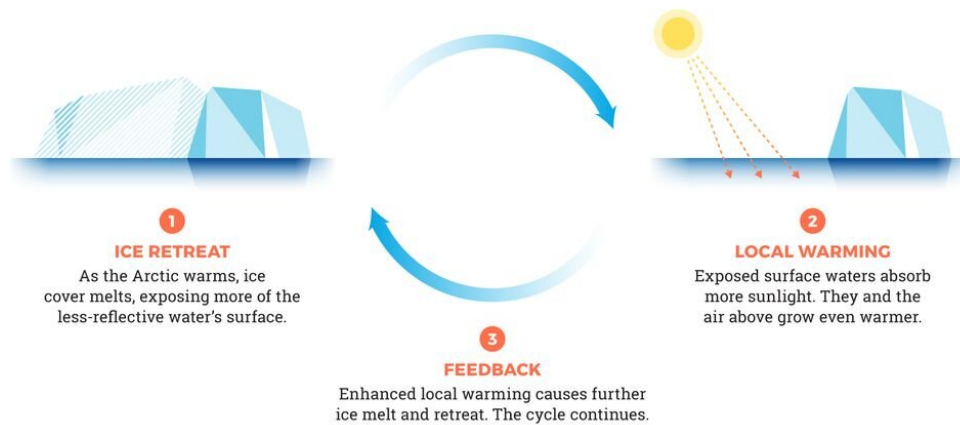 1
ICE RETREAT
As the Arctic warms, ice
cover melts, exposing more of the
less-reflective water’s surface.
2
LOCAL WARMING
Exposed surface waters absorb
more sunlight. They and the
air above grow even warmer.
3
FEEDBACK
Enhanced local warming causes further
ice melt and retreat. The cycle continues.